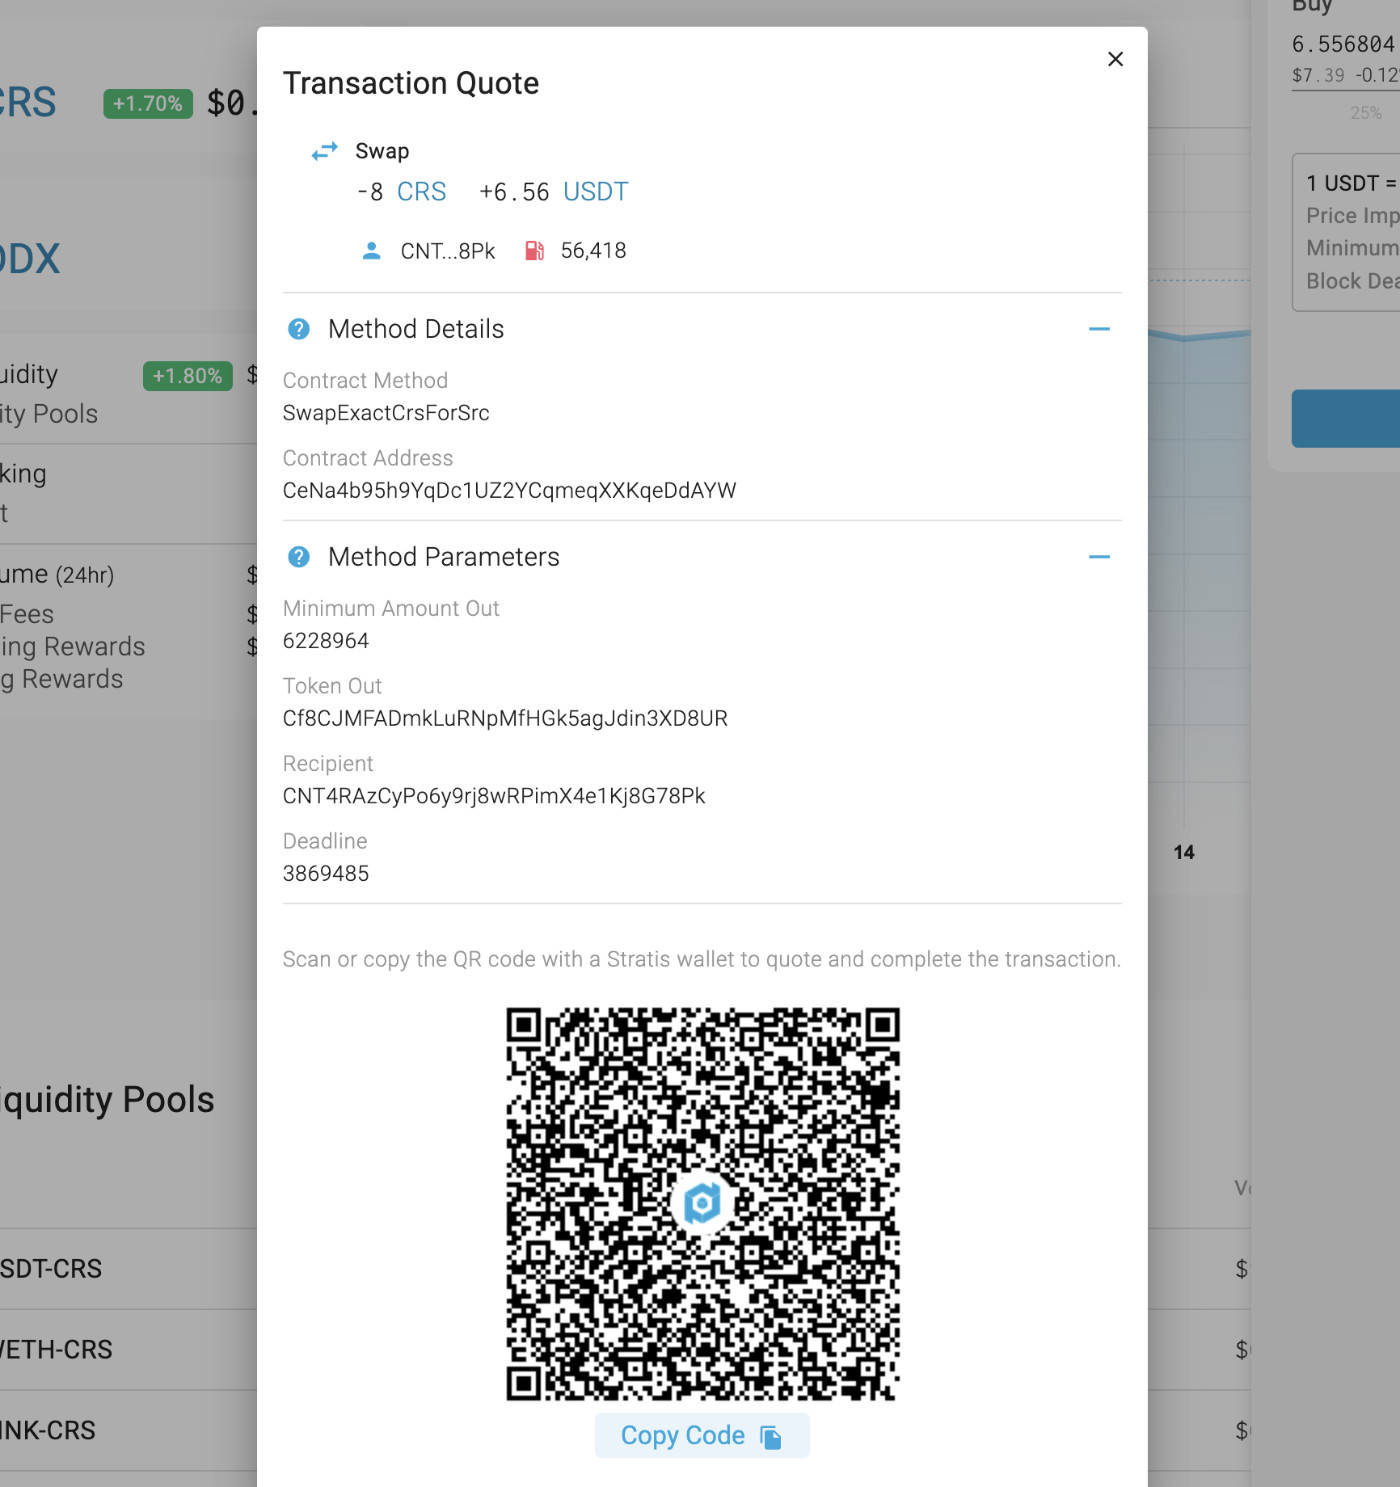 Transaction Quote
Swap
-8 CRS +6.56 USDT
CNT...8Pk 56,418
Method Details
Contract Method
SwapExactCrsForSrc
Contract Address
CeNa4b95h9YqDc1UZ2YCqmeqXXKqeDdAYW
Method Parameters
Minimum Amount Out
6228964
Token Out
Cf8CJMFADmkLuRNpMfHGk5agJdin3XD8UR
Recipient
CNT4RAzCyPo6y9rj8wRPimX4e1Kj8G78Pk
Deadline
3869485
Scan or copy the QR code with a Stratis wallet to quote and complete the transaction.
Copy Code
CRS +1.70% $0.
ODX
uidity +1.80% $
ity Pools
king
t
ume (24hr) $
Fees $
ing Rewards $
g Rewards
iquidity Pools
SDT-CRS $
ETH-CRS $
INK-CRS $
14
Buy
6.556804
$7.39 -0.12
25%
1 USDT =
Price Imp
Minimum
Block Dea